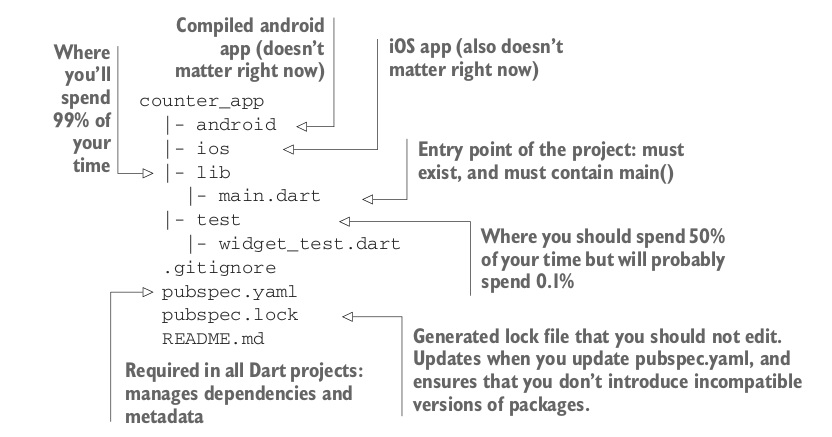 Compiled android
app (doesn't
matter right now)
iOS app (also doesn't
matter right now)
Where
you'll
spend
99% of
your
time
counter_app
|- android
|- ios
|- lib
|- main.dart
|- test
|- widget_test.dart
.gitignore
pubspec.yaml
pubspec.lock
README.md
Entry point of the project: must
exist, and must contain main()
Where you should spend 50%
of your time but will probably
spend 0.1%
Generated lock file that you should not edit.
Updates when you update pubspec.yaml, and
ensures that you don't introduce incompatible
versions of packages.
Required in all Dart projects:
manages dependencies and
metadata